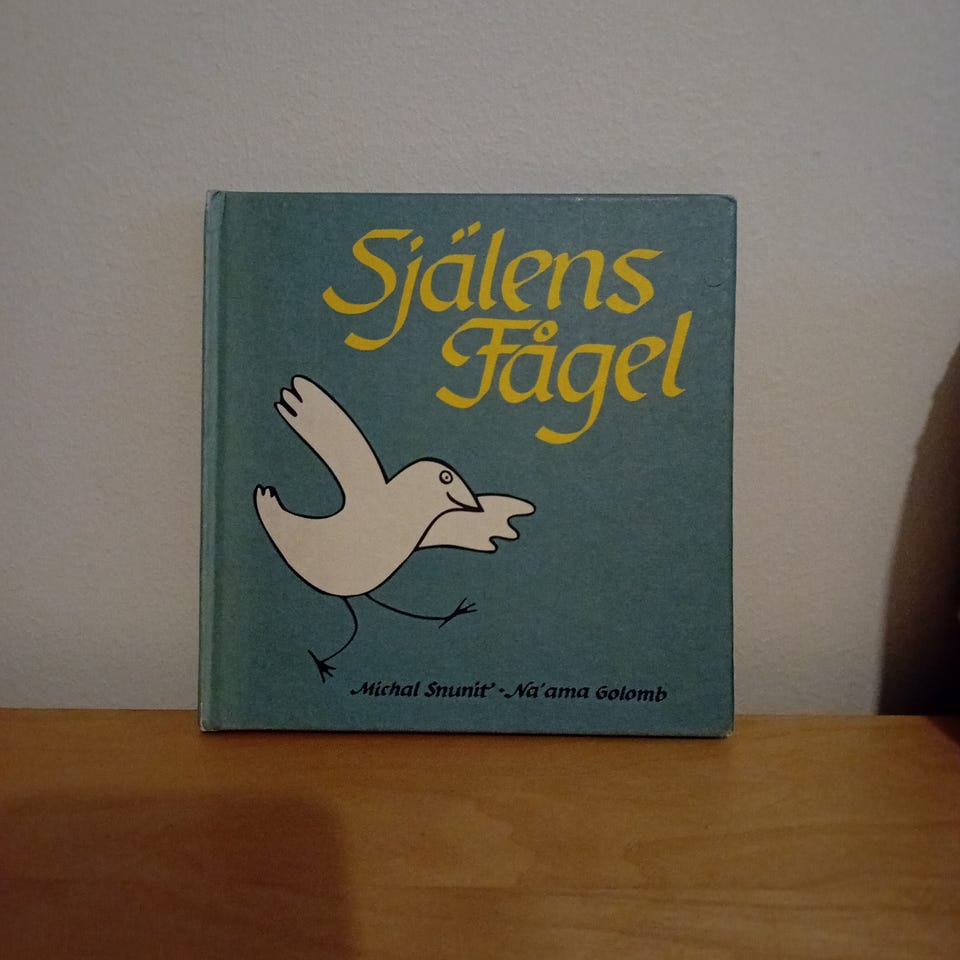 Själens
Fågel
Michal Snunit · Na'ama Golomb